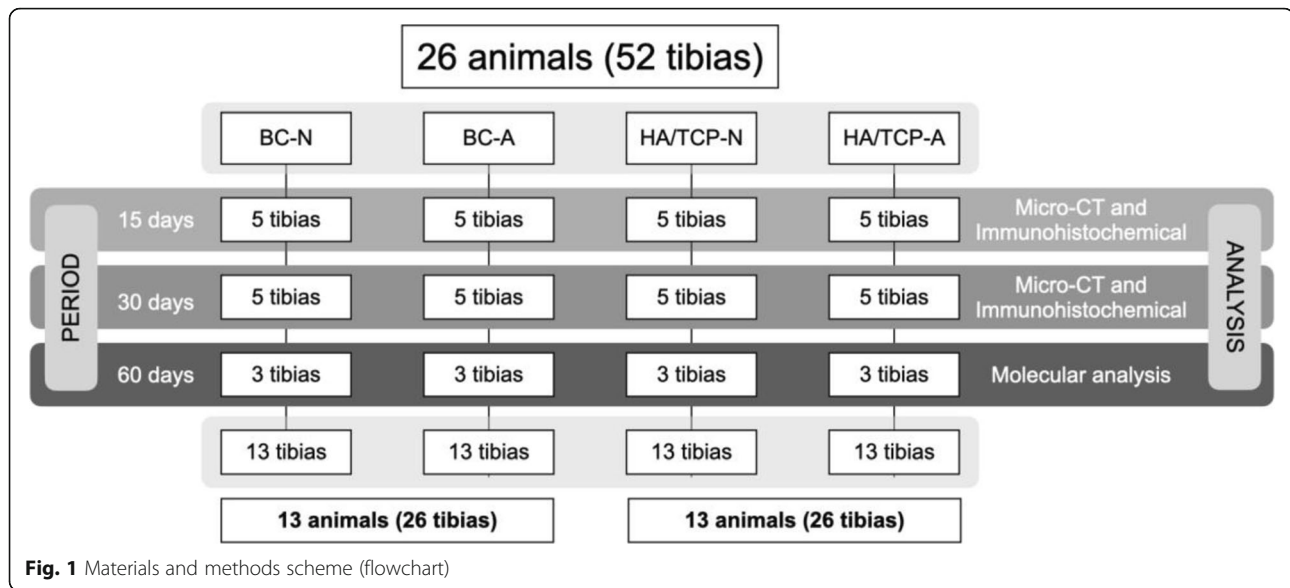 26 animals (52 tibias)
BC-N BC-A HA/TCP-N HA/TCP-A
PERIOD
15 days 5 tibias 5 tibias 5 tibias 5 tibias Micro-CT and
Immunohistochemical
30 days 5 tibias 5 tibias 5 tibias 5 tibias Micro-CT and
Immunohistochemical
60 days 3 tibias 3 tibias 3 tibias 3 tibias Molecular analysis
ANALYSIS
13 tibias 13 tibias 13 tibias 13 tibias
13 animals (26 tibias) 13 animals (26 tibias)
Fig. 1 Materials and methods scheme (flowchart)